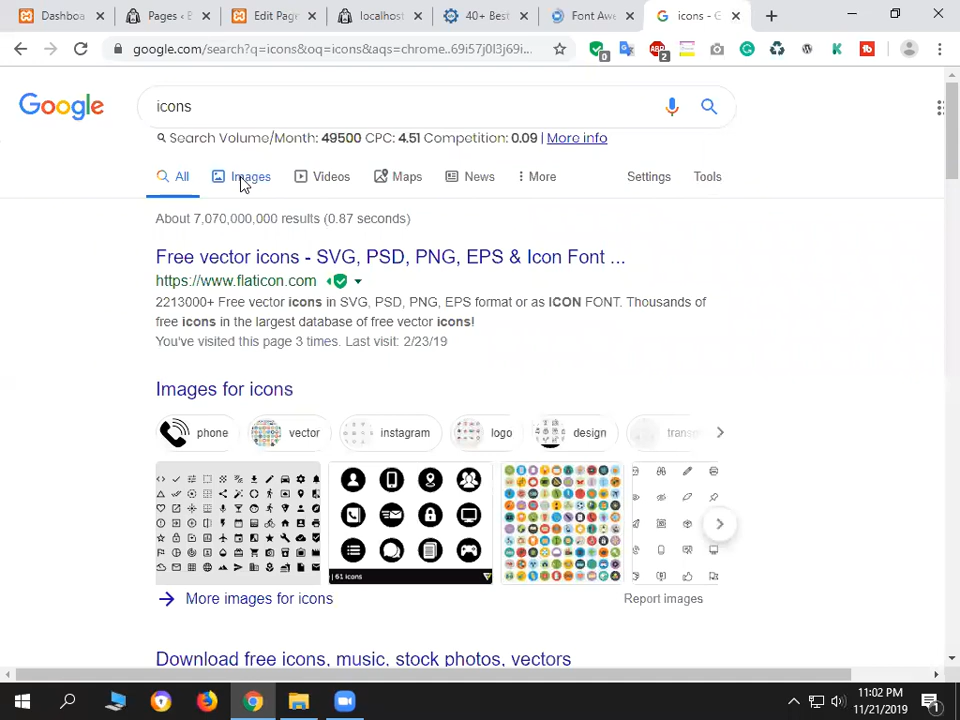 Dashboa
Pages ‹ E
Edit Page
localhost
40+ Best
Font Awe
icons - G
google.com/search?q=icons&oq=icons&aqs=chrome..69i57j0l3j69i...
0
2
Google
icons
Search Volume/Month: 49500 CPC: 4.51 Competition: 0.09 | More info
All
Images
Videos
Maps
News
More
Settings
Tools
About 7,070,000,000 results (0.87 seconds)
Free vector icons - SVG, PSD, PNG, EPS & Icon Font ...
https://www.flaticon.com
2213000+ Free vector icons in SVG, PSD, PNG, EPS format or as ICON FONT. Thousands of
free icons in the largest database of free vector icons!
You've visited this page 3 times. Last visit: 2/23/19
Images for icons
phone
vector
instagram
logo
design
trans
61 icons
More images for icons
Report images
Download free icons, music, stock photos, vectors
11:02 PM
11/21/2019
1